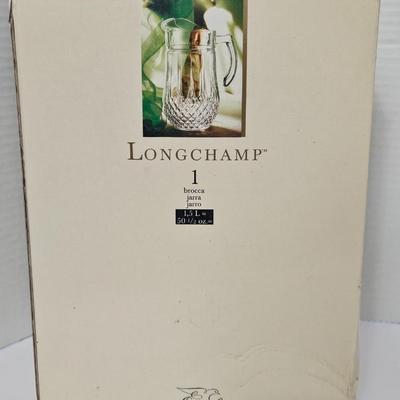 LONGCHAMP™
1
brocca
jarra
jarro
1,5 L e
50 1/2 oz. e